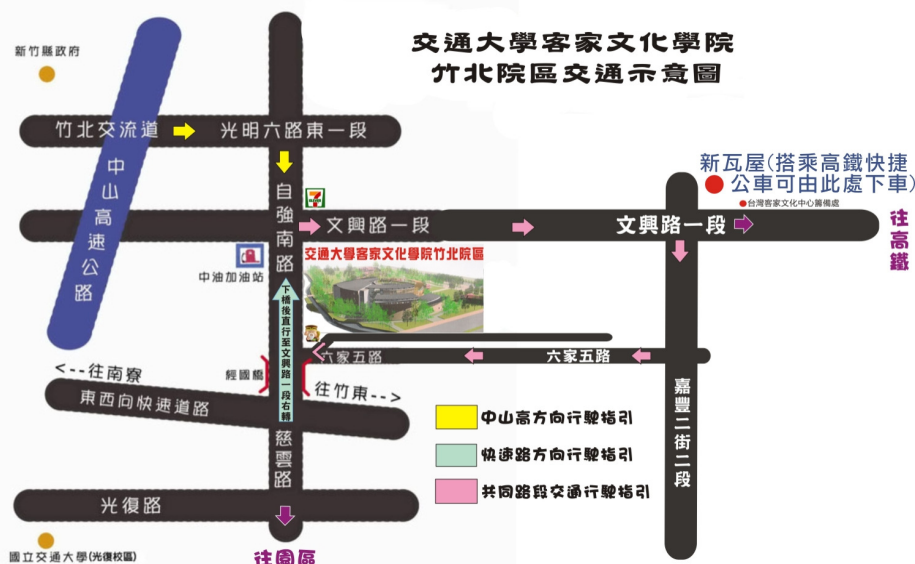 交通大學客家文化學院
竹北院區交通示意圖
新竹縣政府
竹北交流道
光明六路東一段
中山高速公路
自強南路
7
ELEVEN
新瓦屋(搭乘高鐵快捷
公車可由此處下車)
台灣客家文化中心籌備處
文興路一段
文興路一段
往高鐵
中油加油站
交通大學客家文化學院竹北院區
下橋後直行至文興路一段右轉
六家五路
六家五路
<--往南寮
經國橋
往竹東-->
東西向快速道路
嘉豐二街二段
慈雲路
中山高方向行駛指引
快速路方向行駛指引
共同路段交通行駛指引
光復路
國立交通大學(光復校區)
往園區